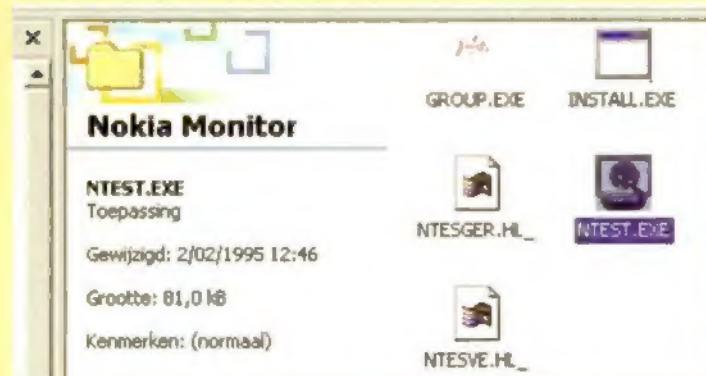 Nokia Monitor
NTEST.EXE
Toepassing
Gewijzigd: 2/02/1995 12:46
Grootte: 81,0 kB
Kenmerken: (normaal)
GROUP.EXE
INSTALL.EXE
NTESGER.HL_
NTEST.EXE
NTESVE.HL_